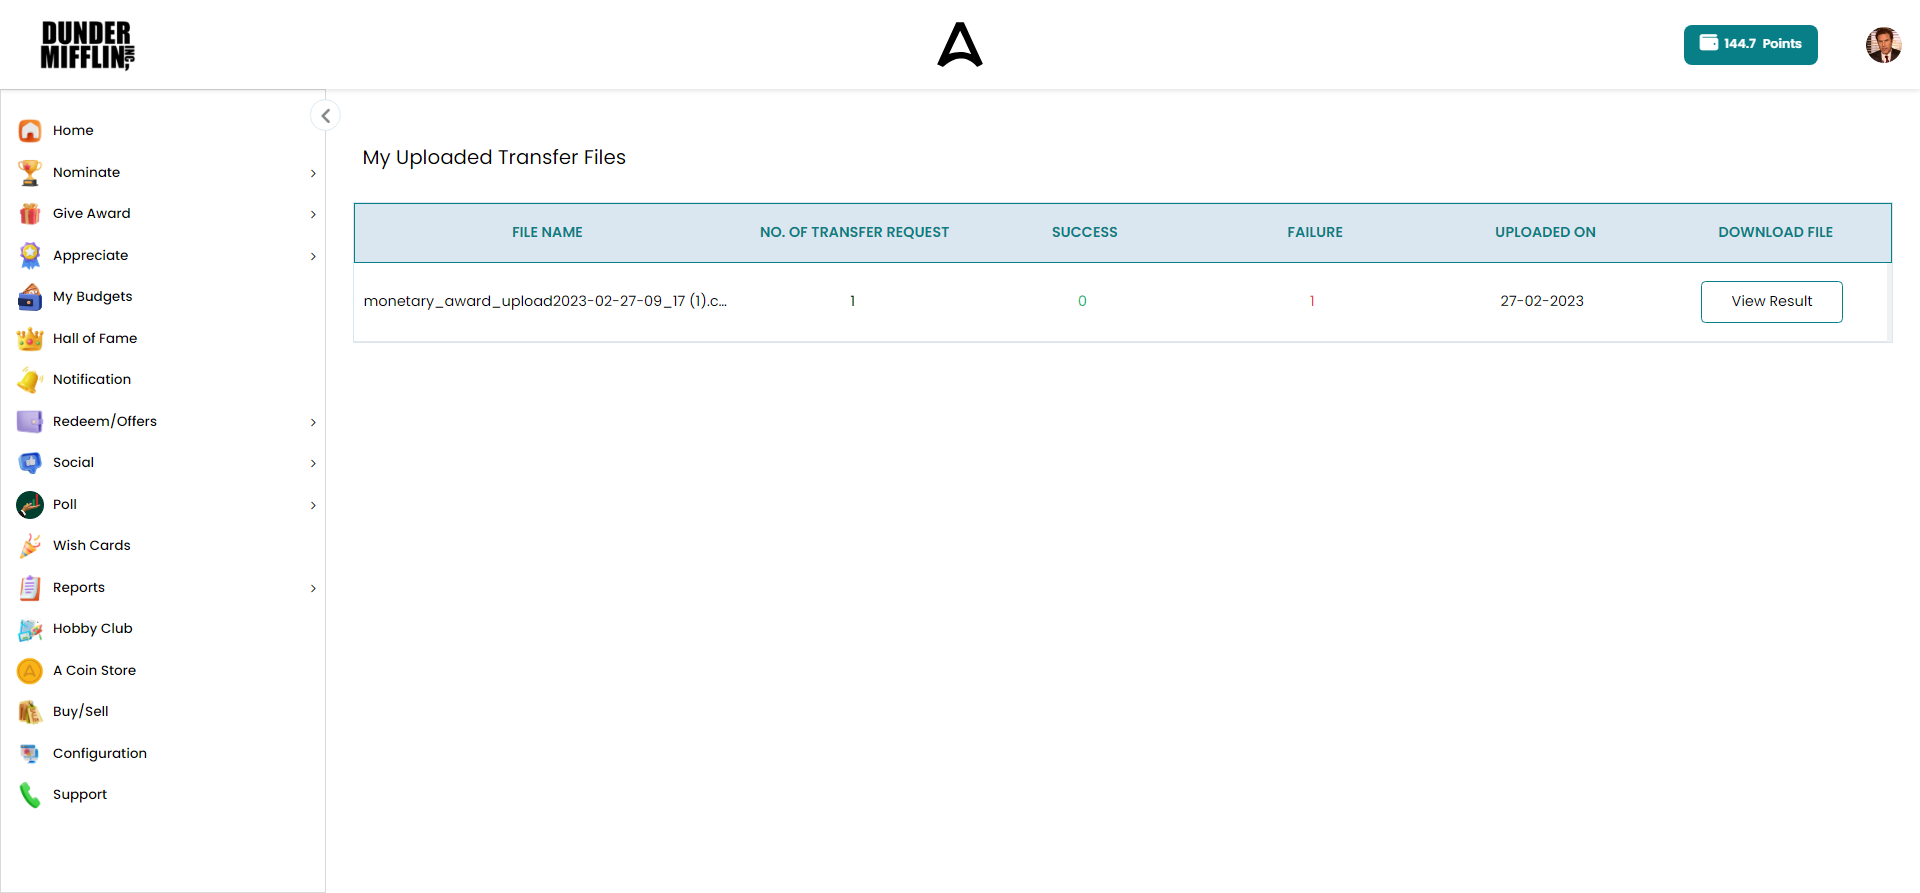 DUNDER
MIFFLIN INC,
144.7 Points
Home
Nominate
Give Award
Appreciate
My Budgets
Hall of Fame
Notification
Redeem/Offers
Social
Poll
Wish Cards
Reports
Hobby Club
A Coin Store
Buy/Sell
Configuration
Support
My Uploaded Transfer Files
FILE NAME NO. OF TRANSFER REQUEST SUCCESS FAILURE UPLOADED ON DOWNLOAD FILE
monetary_award_upload2023-02-27-09_17 (1).c... 1 0 1 27-02-2023 View Result